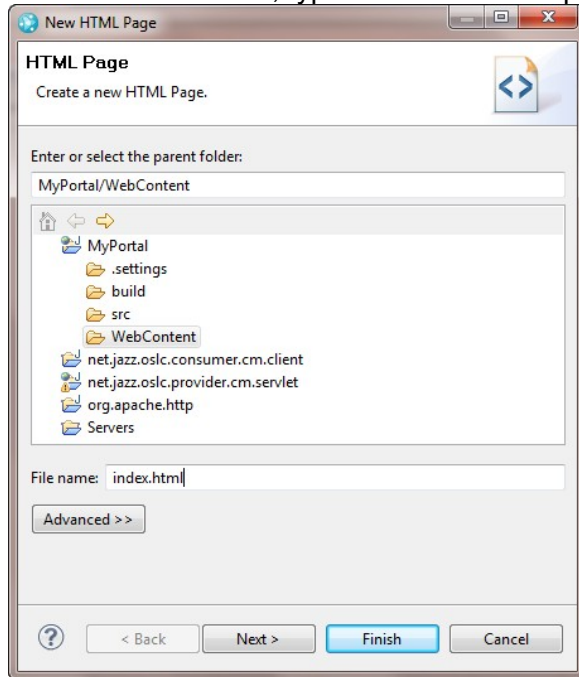 New HTML Page
HTML Page
Create a new HTML Page.
Enter or select the parent folder:
MyPortal/WebContent
MyPortal
.settings
build
src
WebContent
net.jazz.oslc.consumer.cm.client
net.jazz.oslc.provider.cm.servlet
org.apache.http
Servers
File name: index.html
Advanced >>
< Back Next > Finish Cancel